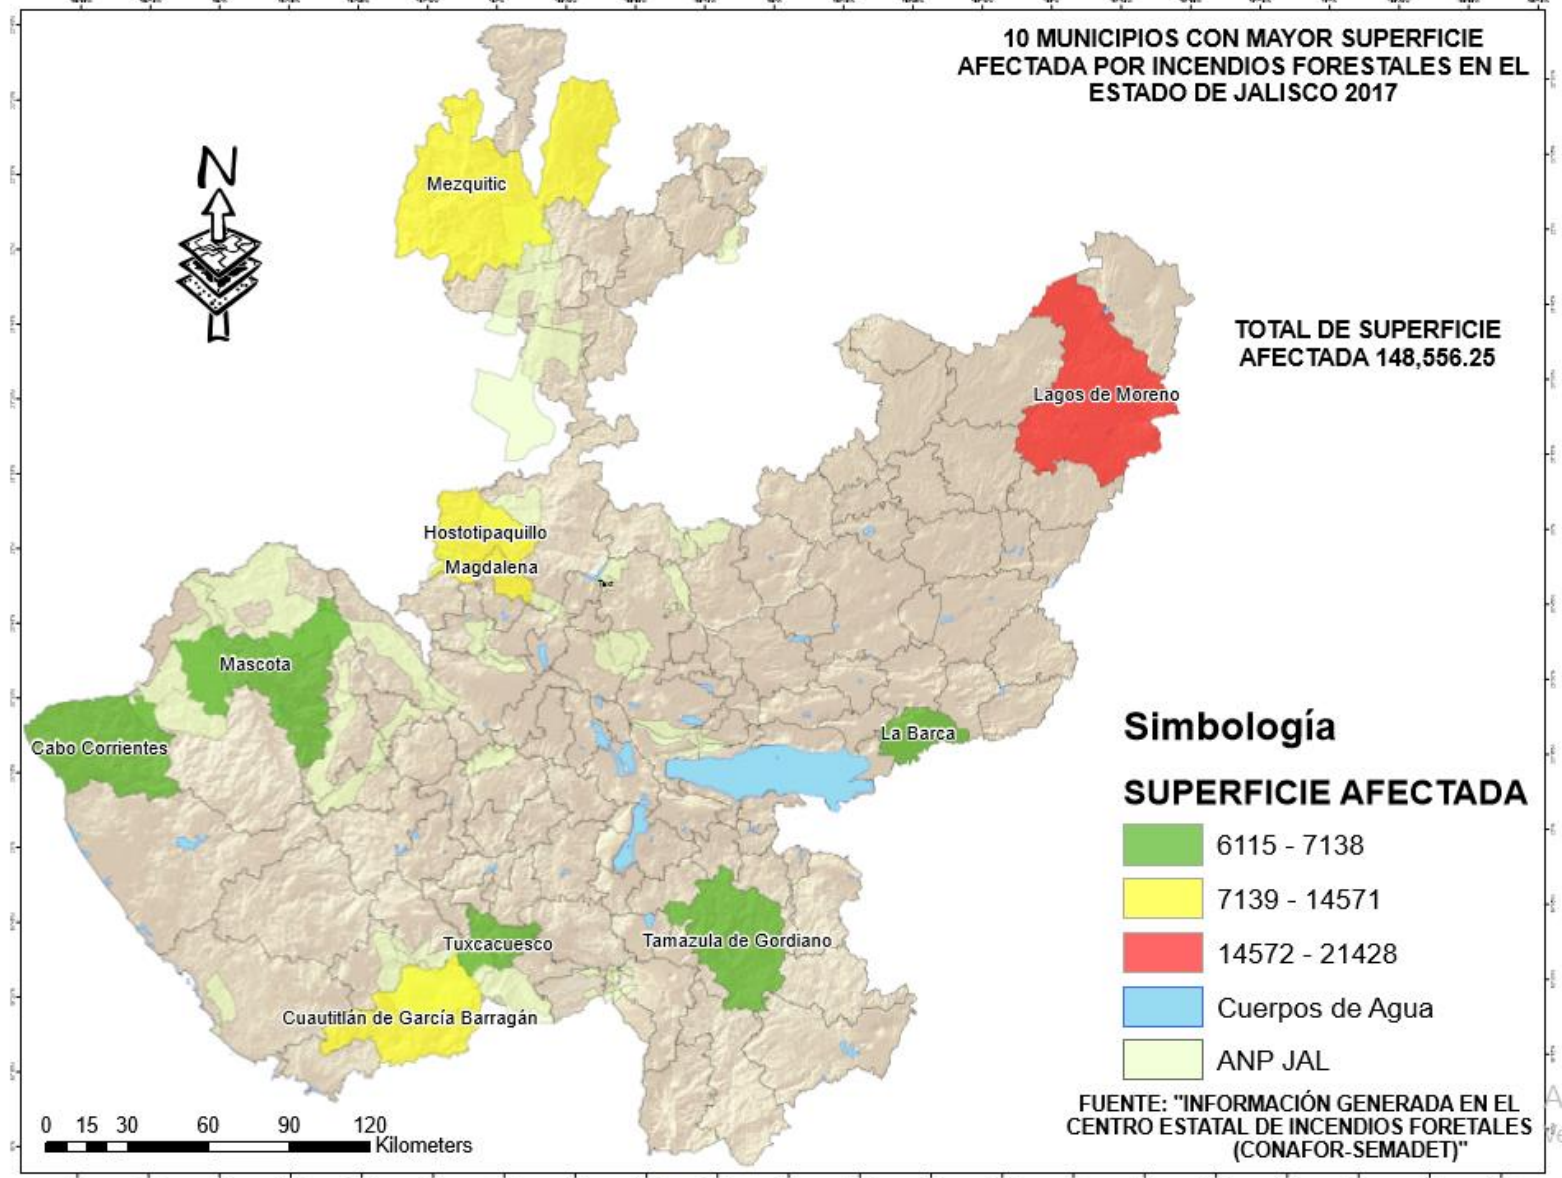 10 MUNICIPIOS CON MAYOR SUPERFICIE
AFECTADA POR INCENDIOS FORESTALES EN EL
ESTADO DE JALISCO 2017
N
Mezquitic
TOTAL DE SUPERFICIE
AFECTADA 148,556.25
Lagos de Moreno
Hostotipaquillo
Magdalena
Mascota
Cabo Corrientes
La Barca
Tuxcacuesco
Tamazula de Gordiano
Cuautitlán de García Barragán
Simbología
SUPERFICIE AFECTADA
6115 - 7138
7139 - 14571
14572 - 21428
Cuerpos de Agua
ANP JAL
FUENTE: "INFORMACIÓN GENERADA EN EL
CENTRO ESTATAL DE INCENDIOS FORETALES
(CONAFOR-SEMADET)"
0 15 30 60 90 120
Kilometers